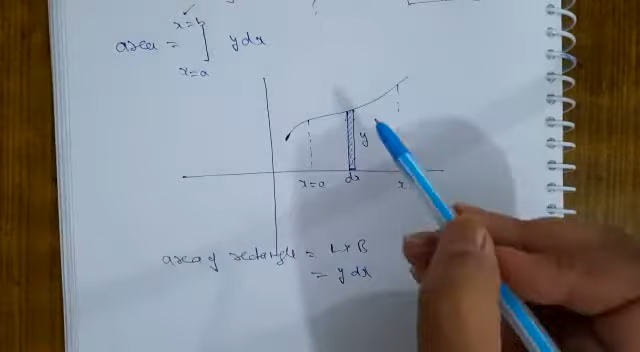 x=b
area = ∫ y dx
x=a
y
x=a dx x
area of rectangle = L×B
= y dx